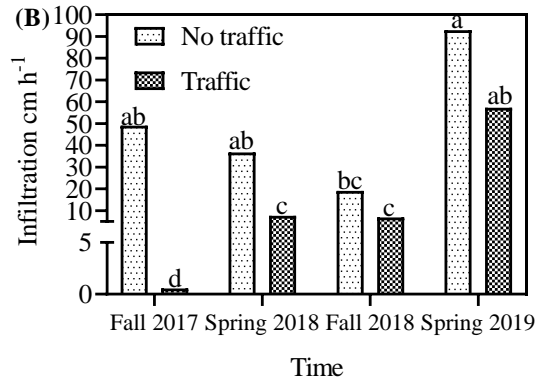 (B)
Infiltration cm h⁻¹
100
90
80
70
60
50
40
30
20
10
5
0
No traffic
Traffic
ab
d
ab
c
bc
c
a
ab
Fall 2017 Spring 2018 Fall 2018 Spring 2019
Time